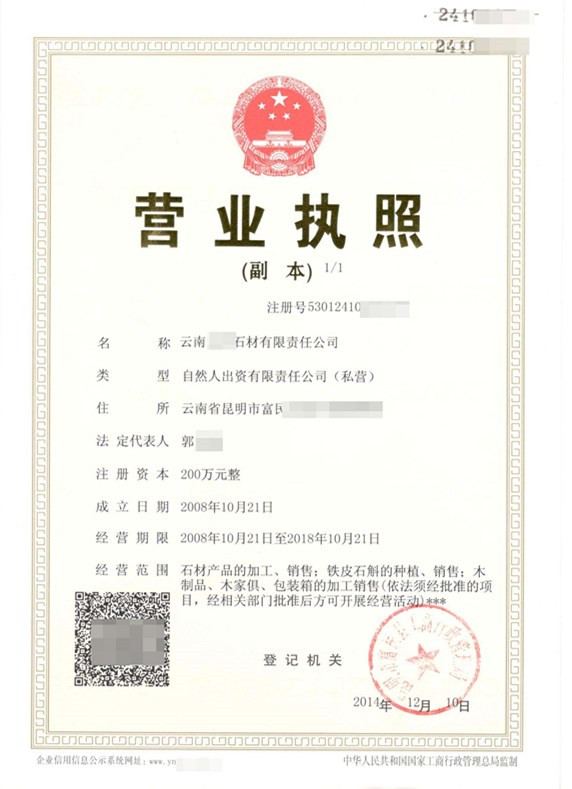 2410
2410
营业执照
(副 本) 1/1
注册号53012410
名 称 云南 石材有限责任公司
类 型 自然人出资有限责任公司（私营）
住 所 云南省昆明市富民
法定代表人 郭
注册资本 200万元整
成立日期 2008年10月21日
经营期限 2008年10月21日至2018年10月21日
经营范围 石材产品的加工、销售；铁皮石斛的种植、销售；木
制品、木家俱、包装箱的加工销售(依法须经批准的项
目，经相关部门批准后方可开展经营活动)***
登记机关
2014年 12月 10日
企业信用信息公示系统网址：www.yn
中华人民共和国国家工商行政管理总局监制